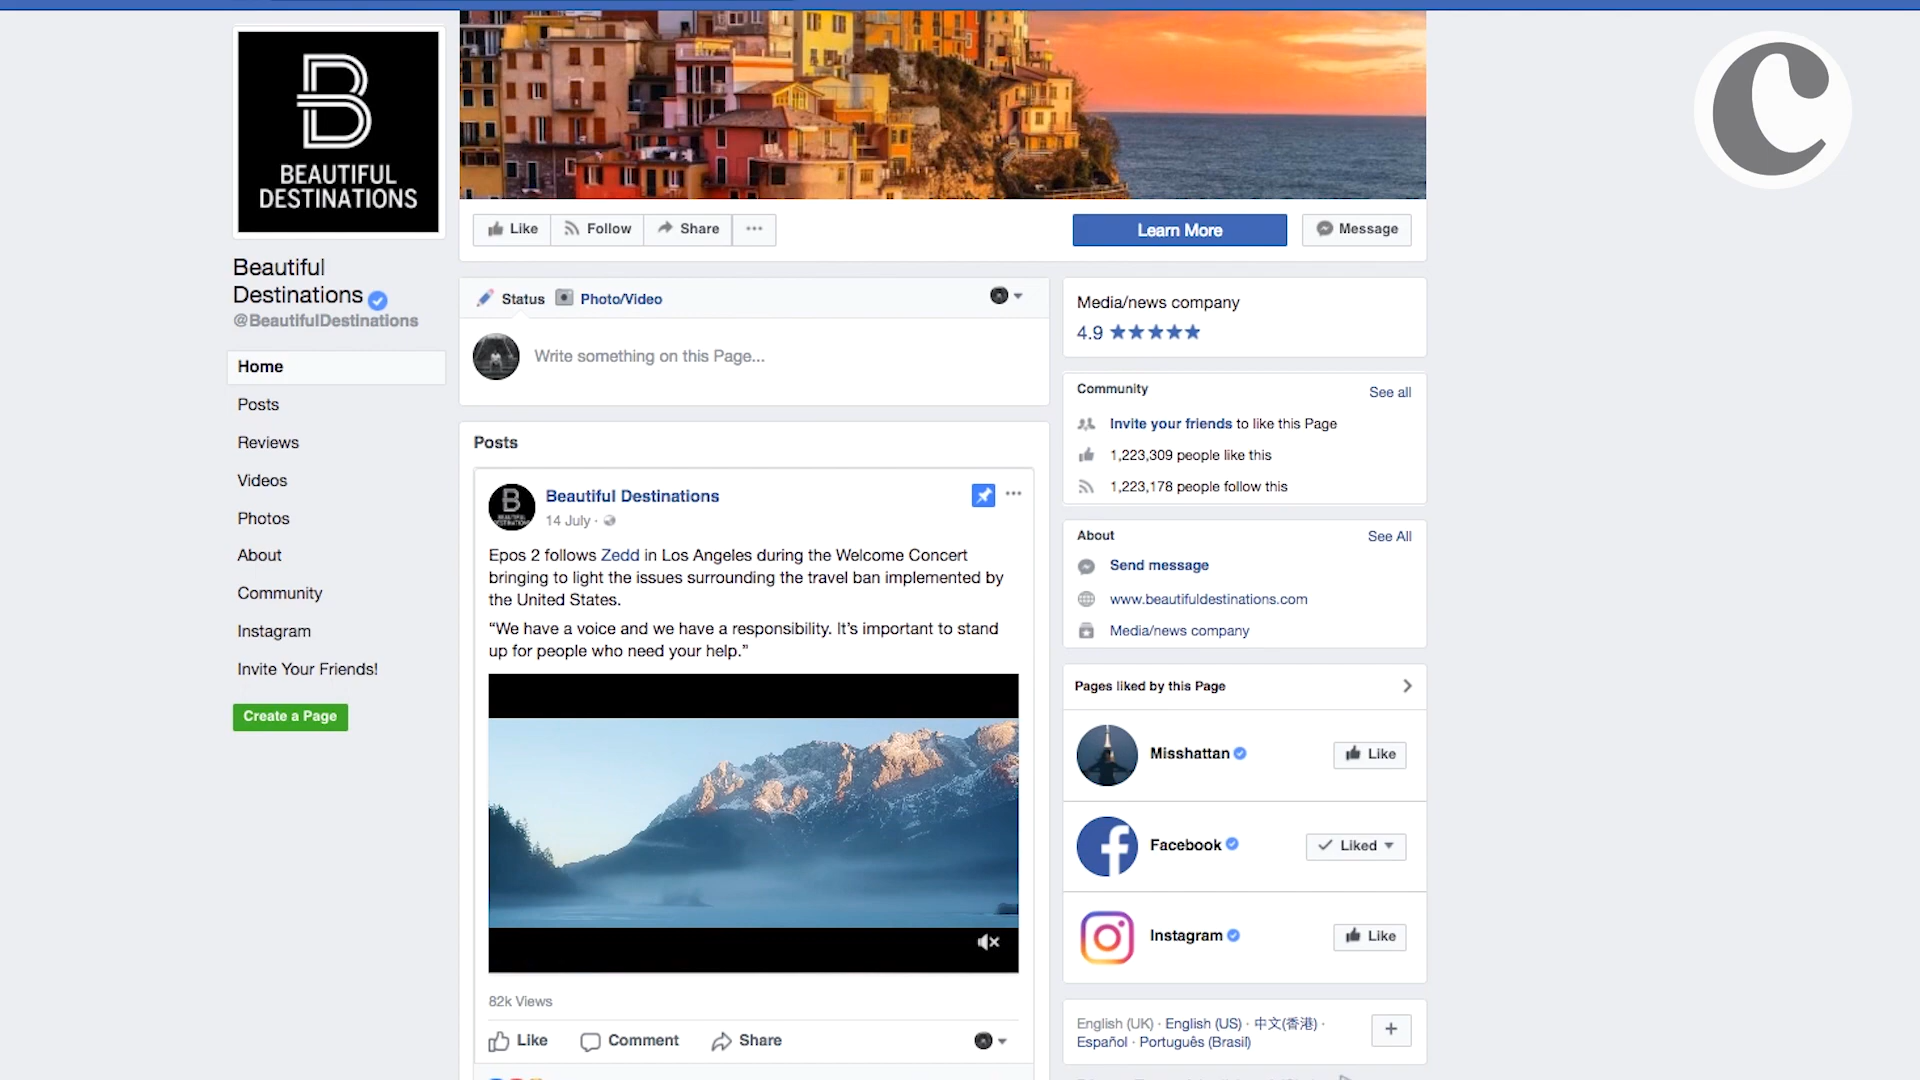 B
BEAUTIFUL
DESTINATIONS
Beautiful
Destinations
@BeautifulDestinations
Home
Posts
Reviews
Videos
Photos
About
Community
Instagram
Invite Your Friends!
Create a Page
Like
Follow
Share
Learn More
Message
Status
Photo/Video
Write something on this Page...
Posts
Beautiful Destinations
14 July ·
Epos 2 follows Zedd in Los Angeles during the Welcome Concert
bringing to light the issues surrounding the travel ban implemented by
the United States.
“We have a voice and we have a responsibility. It’s important to stand
up for people who need your help.”
82k Views
Like
Comment
Share
Media/news company
4.9
Community
See all
Invite your friends to like this Page
1,223,309 people like this
1,223,178 people follow this
About
See All
Send message
www.beautifuldestinations.com
Media/news company
Pages liked by this Page
Misshattan
Like
Facebook
Liked
Instagram
Like
English (UK) · English (US) · 中文(香港) ·
Español · Português (Brasil)
+
C